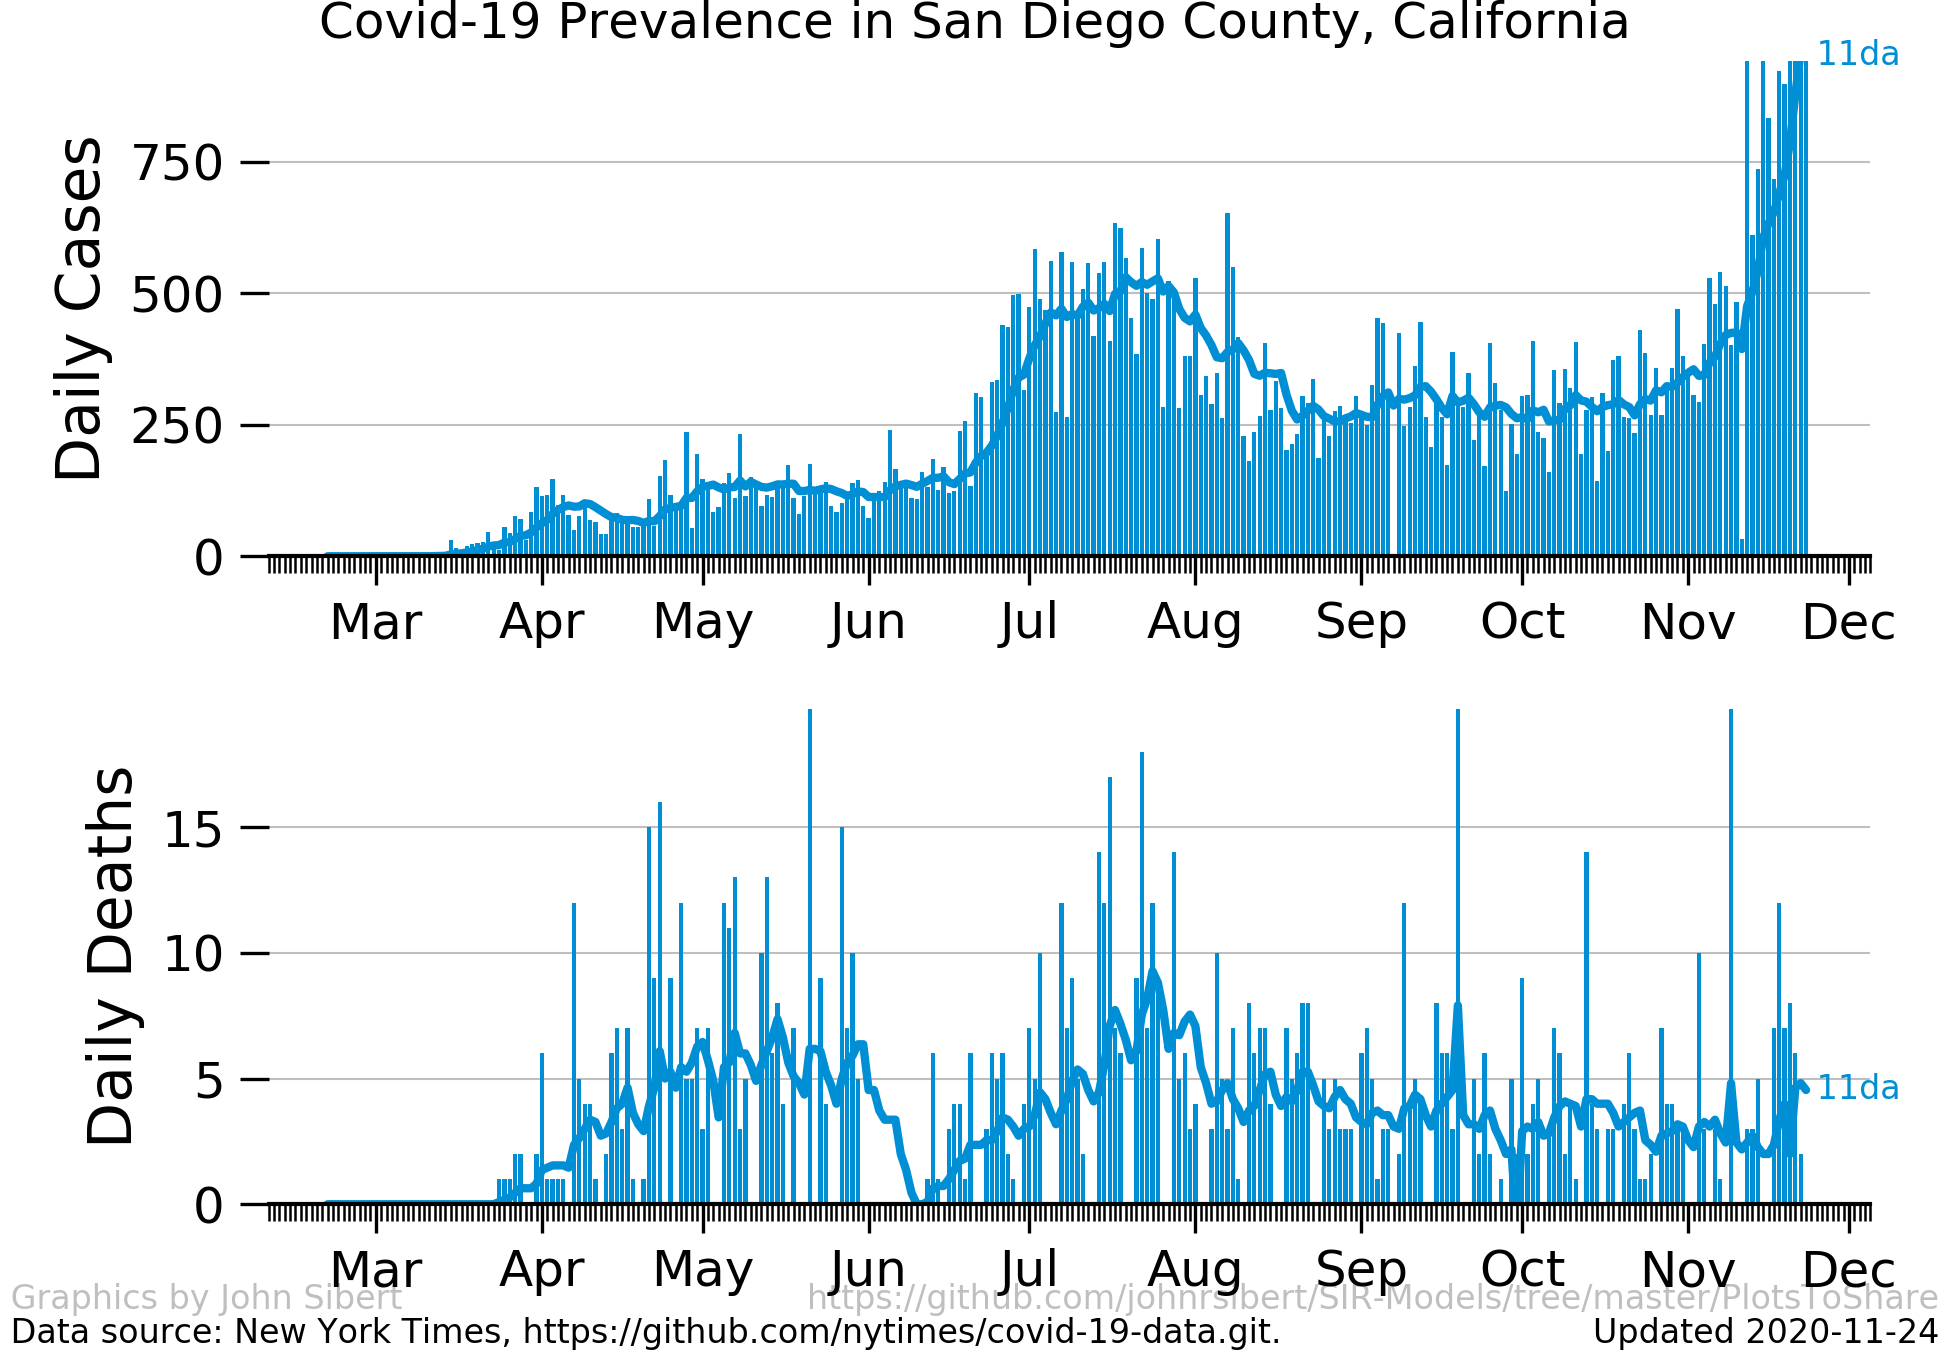 Covid-19 Prevalence in San Diego County, California
11da
Daily Cases
750
500
250
0
Mar Apr May Jun Jul Aug Sep Oct Nov Dec
Daily Deaths
15
10
5
11da
0
Mar Apr May Jun Jul Aug Sep Oct Nov Dec
Graphics by John Sibert https://github.com/johnrsibert/SIR-Models/tree/master/PlotsToShare
Data source: New York Times, https://github.com/nytimes/covid-19-data.git. Updated 2020-11-24